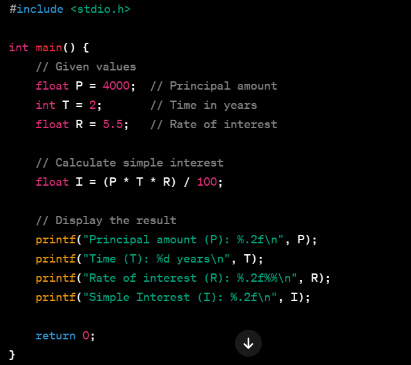 #include <stdio.h>
int main() {
// Given values
float P = 4000; // Principal amount
int T = 2; // Time in years
float R = 5.5; // Rate of interest
// Calculate simple interest
float I = (P * T * R) / 100;
// Display the result
printf("Principal amount (P): %.2f\n", P);
printf("Time (T): %d years\n", T);
printf("Rate of interest (R): %.2f%%\n", R);
printf("Simple Interest (I): %.2f\n", I);
return 0;
}